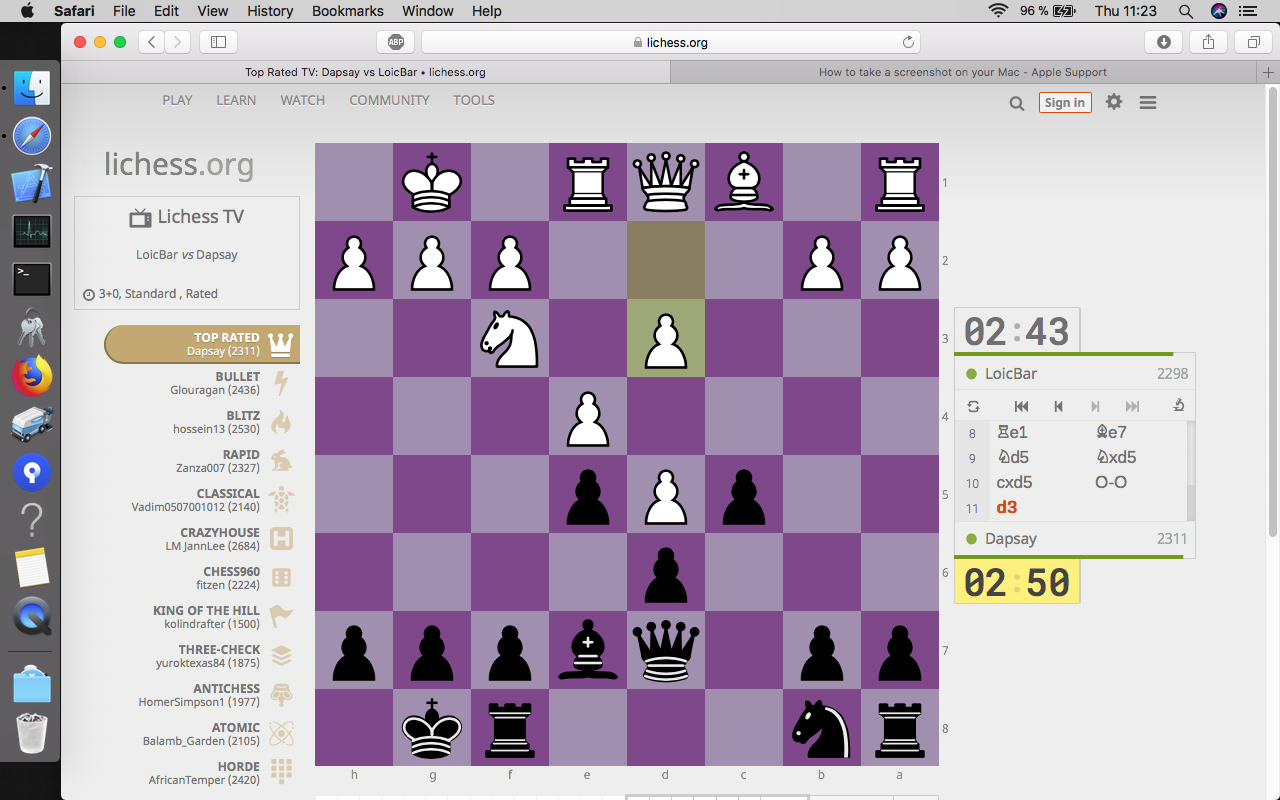 Safari File Edit View History Bookmarks Window Help 96 % Thu 11:23
ABP lichess.org
Top Rated TV: Dapsay vs LoicBar • lichess.org How to take a screenshot on your Mac - Apple Support
PLAY LEARN WATCH COMMUNITY TOOLS Sign in
lichess.org
Lichess TV
LoicBar vs Dapsay
3+0, Standard , Rated
TOP RATED
Dapsay (2311)
BULLET
Glouragan (2436)
BLITZ
hossein13 (2530)
RAPID
Zanza007 (2327)
CLASSICAL
Vadim0507001012 (2140)
CRAZYHOUSE
LM JannLee (2684)
CHESS960
fitzen (2224)
KING OF THE HILL
kolindrafter (1500)
THREE-CHECK
yuroktexas84 (1875)
ANTICHESS
HomerSimpson1 (1977)
ATOMIC
Balamb_Garden (2105)
HORDE
AfricanTemper (2420)
1
2
3
4
5
6
7
8
h g f e d c b a
02:43
LoicBar 2298
8 ♖e1 ♗e7
9 ♘d5 ♘xd5
10 cxd5 O-O
11 d3
Dapsay 2311
02:50